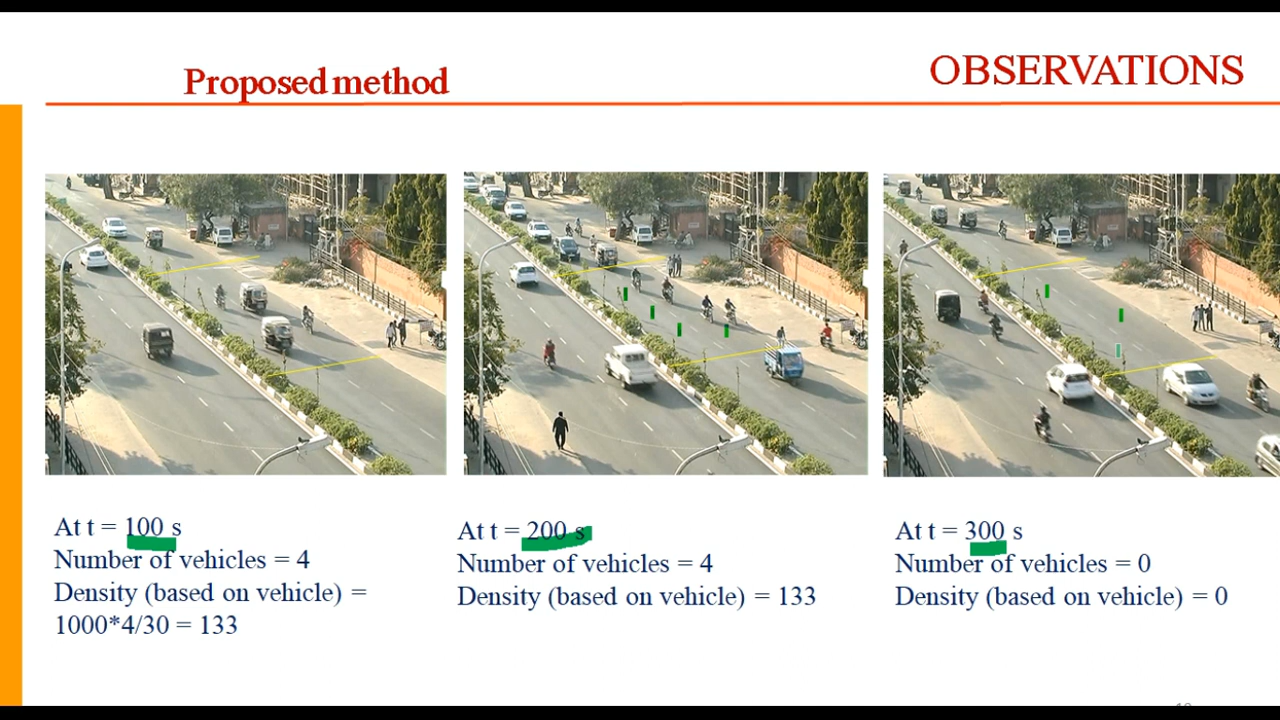 Proposed method
OBSERVATIONS
At t = 100 s
Number of vehicles = 4
Density (based on vehicle) =
1000*4/30 = 133
At t = 200 s
Number of vehicles = 4
Density (based on vehicle) = 133
At t = 300 s
Number of vehicles = 0
Density (based on vehicle) = 0